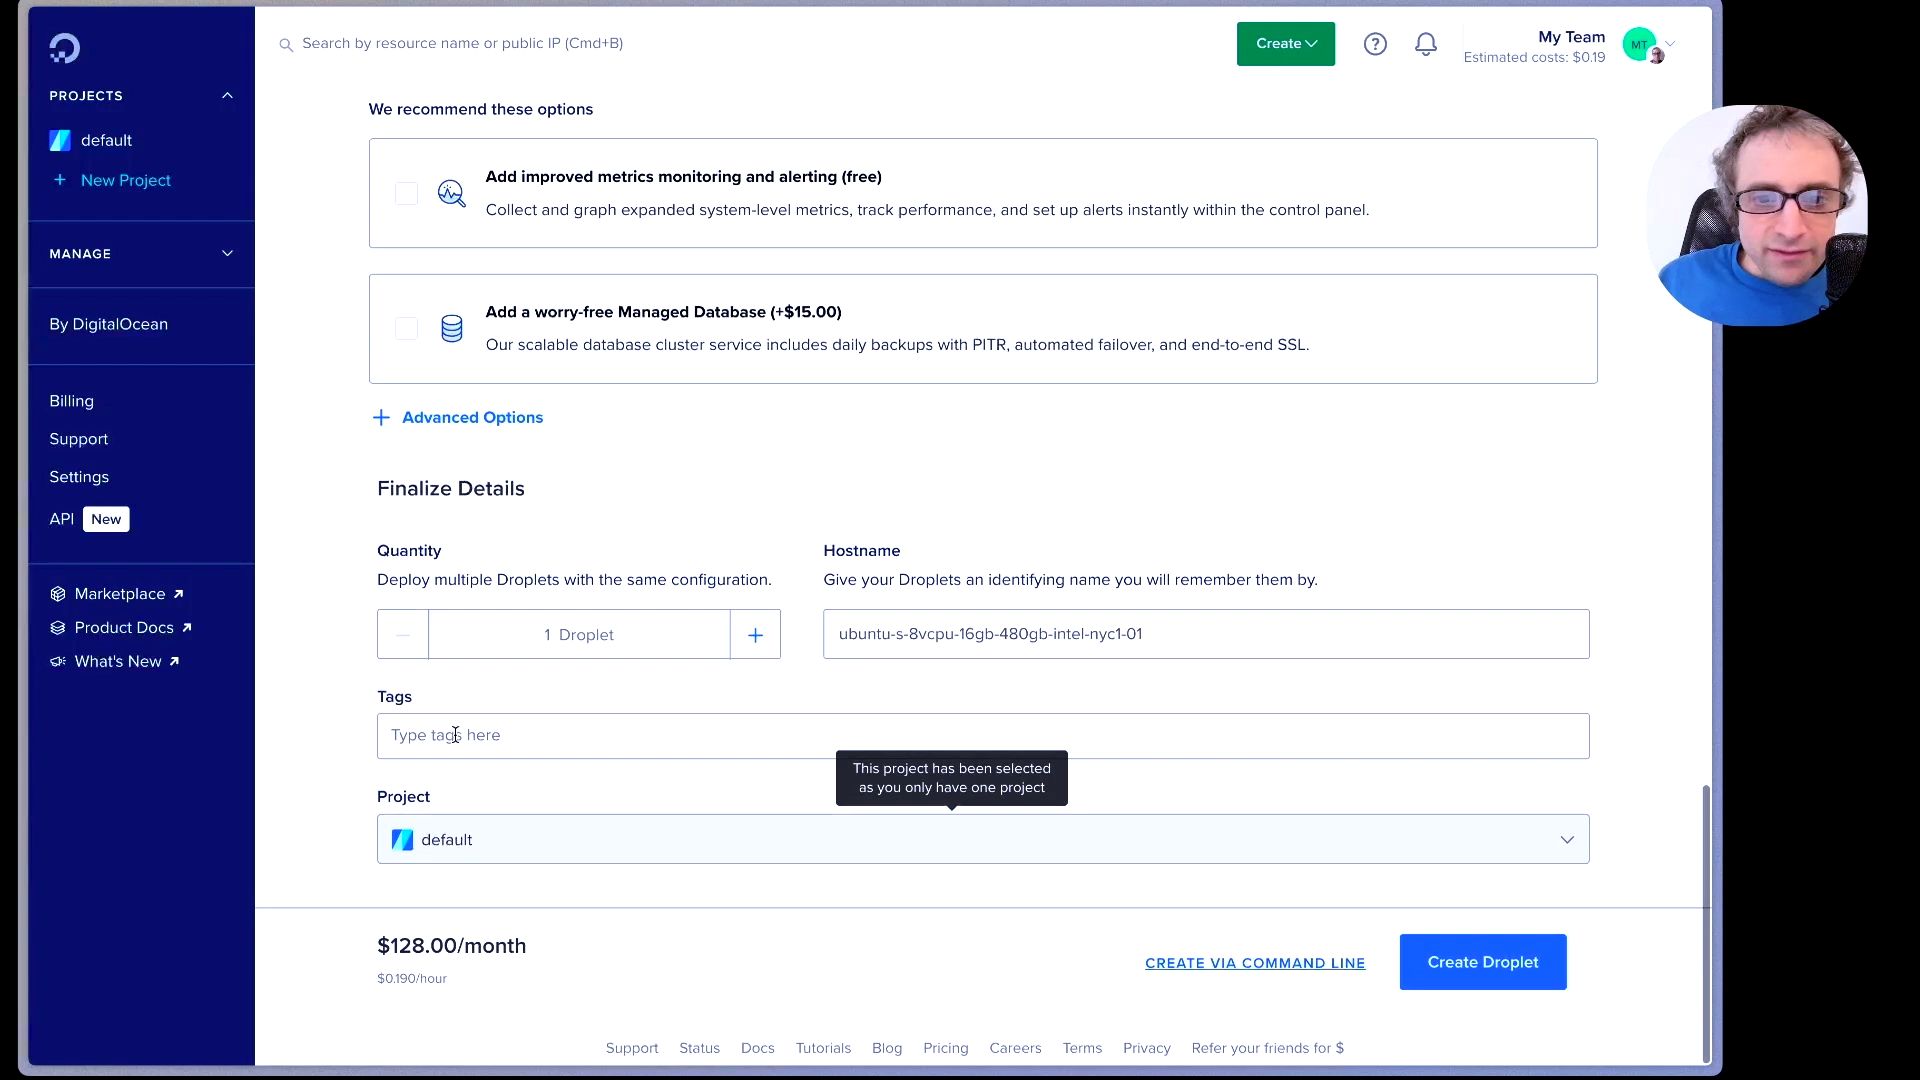 Search by resource name or public IP (Cmd+B)
Create
My Team
Estimated costs: $0.19
MT
PROJECTS
default
New Project
MANAGE
By DigitalOcean
Billing
Support
Settings
API New
Marketplace
Product Docs
What's New
We recommend these options
Add improved metrics monitoring and alerting (free)
Collect and graph expanded system-level metrics, track performance, and set up alerts instantly within the control panel.
Add a worry-free Managed Database (+$15.00)
Our scalable database cluster service includes daily backups with PITR, automated failover, and end-to-end SSL.
Advanced Options
Finalize Details
Quantity
Deploy multiple Droplets with the same configuration.
1 Droplet
Hostname
Give your Droplets an identifying name you will remember them by.
ubuntu-s-8vcpu-16gb-480gb-intel-nyc1-01
Tags
Type tags here
This project has been selected
as you only have one project
Project
default
$128.00/month
$0.190/hour
CREATE VIA COMMAND LINE
Create Droplet
Support Status Docs Tutorials Blog Pricing Careers Terms Privacy Refer your friends for $